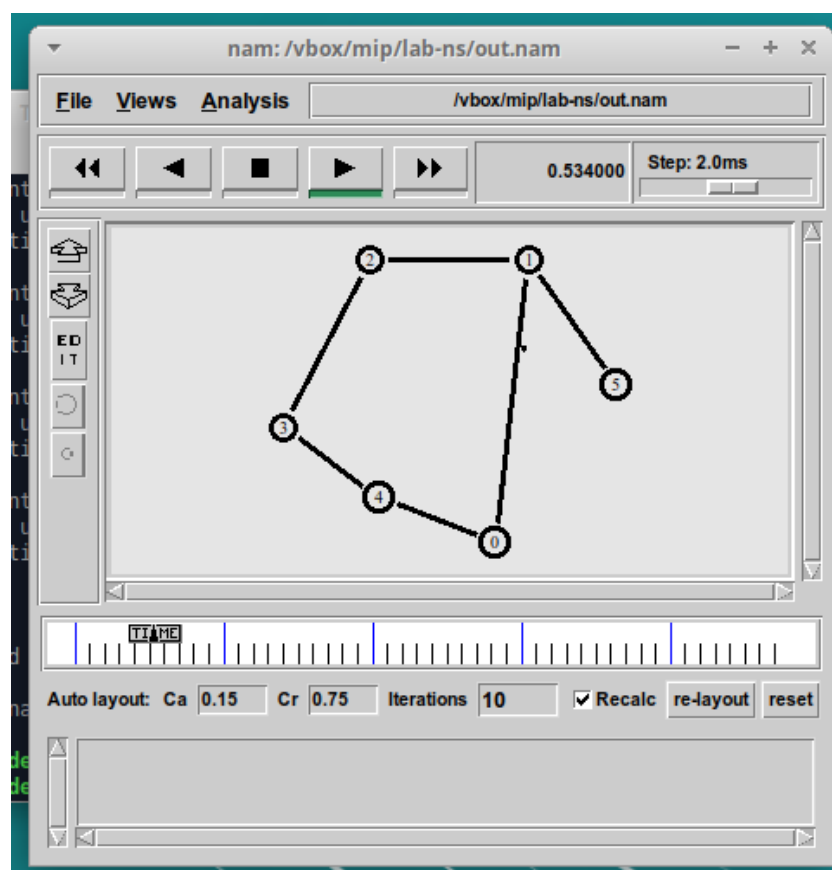 nam: /vbox/mip/lab-ns/out.nam
File Views Analysis /vbox/mip/lab-ns/out.nam
0.534000 Step: 2.0ms
2 1
ED
IT
5
3
4
0
TIME
Auto layout: Ca 0.15 Cr 0.75 Iterations 10 Recalc re-layout reset